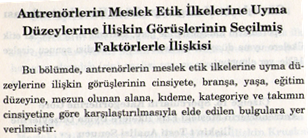 Antrenörlerin Meslek Etik İlkelerine Uyma
Düzeylerine İlişkin Görüşlerinin Seçilmiş
Faktörlerle İlişkisi
Bu bölümde, antrenörlerin meslek etik ilkelerine uyma dü-
zeylerine ilişkin görüşlerinin cinsiyete, branşa, yaşa, eğitim
düzeyine, mezun olunan alana, kıdeme, kategoriye ve takımın
cinsiyetine göre karşılaştırılmasıyla elde edilen bulgulara yer
verilmiştir.